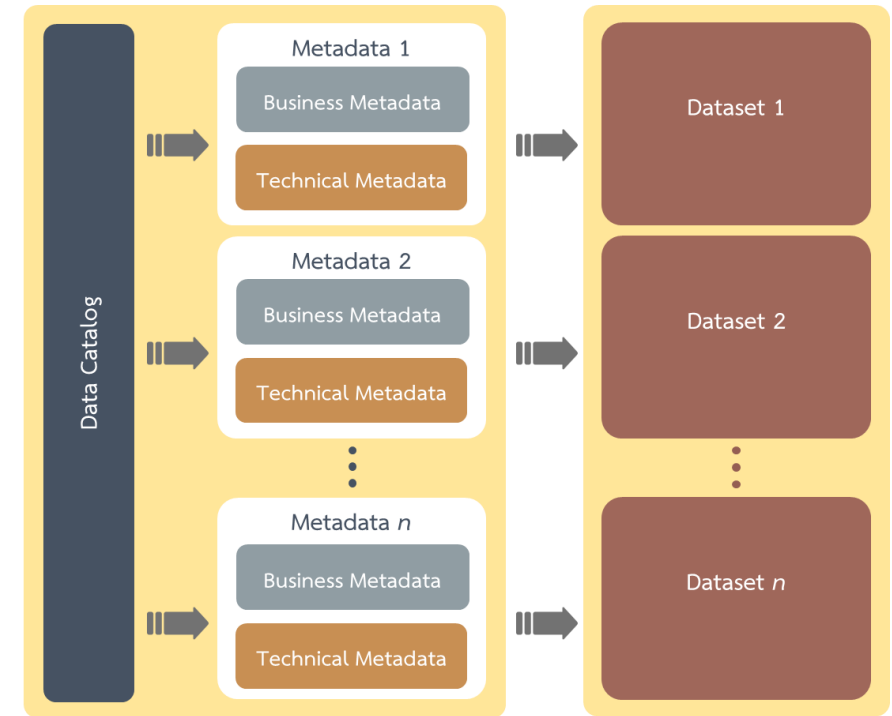 Data Catalog
Metadata 1
Business Metadata
Technical Metadata
Dataset 1
Metadata 2
Business Metadata
Technical Metadata
Dataset 2
Metadata n
Business Metadata
Technical Metadata
Dataset n